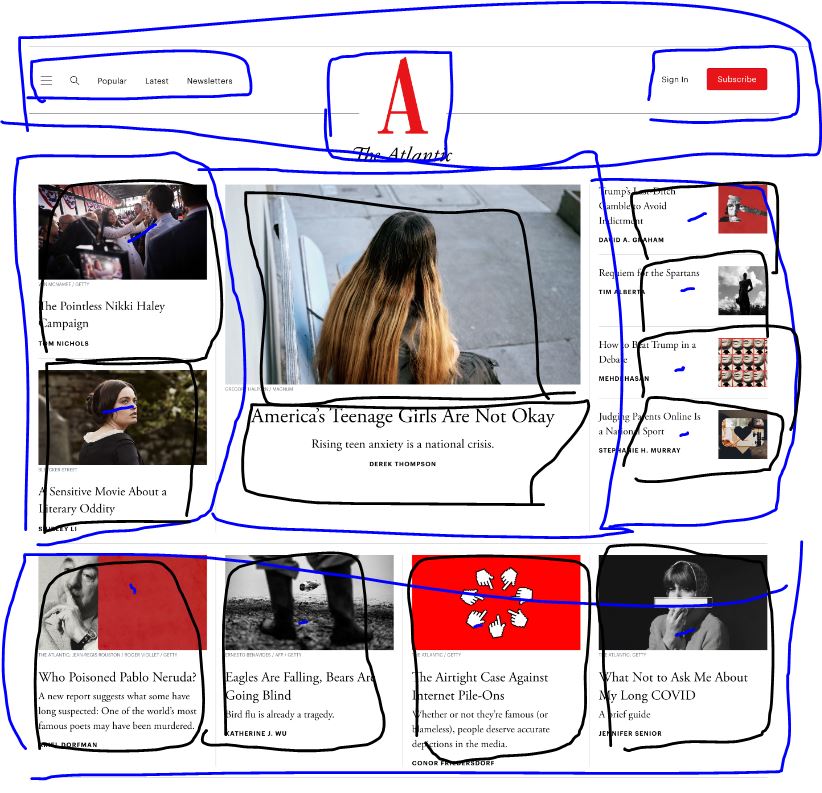 Popular
Latest
Newsletters
A
The Atlantic
Sign In
Subscribe
The Pointless Nikki Haley
Campaign
TOM NICHOLS
A Sensitive Movie About a
Literary Oddity
SHIRLEY LI
America's Teenage Girls Are Not Okay
Rising teen anxiety is a national crisis.
DEREK THOMPSON
Trump's Last-Ditch
Gamble to Avoid
Indictment
DAVID A. GRAHAM
Requiem for the Spartans
TIM ALBERTA
How to Beat Trump in a
Debate
MEHDI HASAN
Judging Parents Online Is
a National Sport
STEPHANIE H. MURRAY
THE ATLANTIC; JEAN-REGIS ROUSTON / ROGER VIOLLET / GETTY
Who Poisoned Pablo Neruda?
A new report suggests what some have
long suspected: One of the world's most
famous poets may have been murdered.
ARIEL DORFMAN
ERNESTO BENAVIDES / AFP / GETTY
Eagles Are Falling, Bears Are
Going Blind
Bird flu is already a tragedy.
KATHERINE J. WU
THE ATLANTIC / GETTY
The Airtight Case Against
Internet Pile-Ons
Whether or not they're famous (or
blameless), people deserve accurate
depictions in the media.
CONOR FRIEDERSDORF
THE ATLANTIC; GETTY
What Not to Ask Me About
My Long COVID
A brief guide
JENNIFER SENIOR